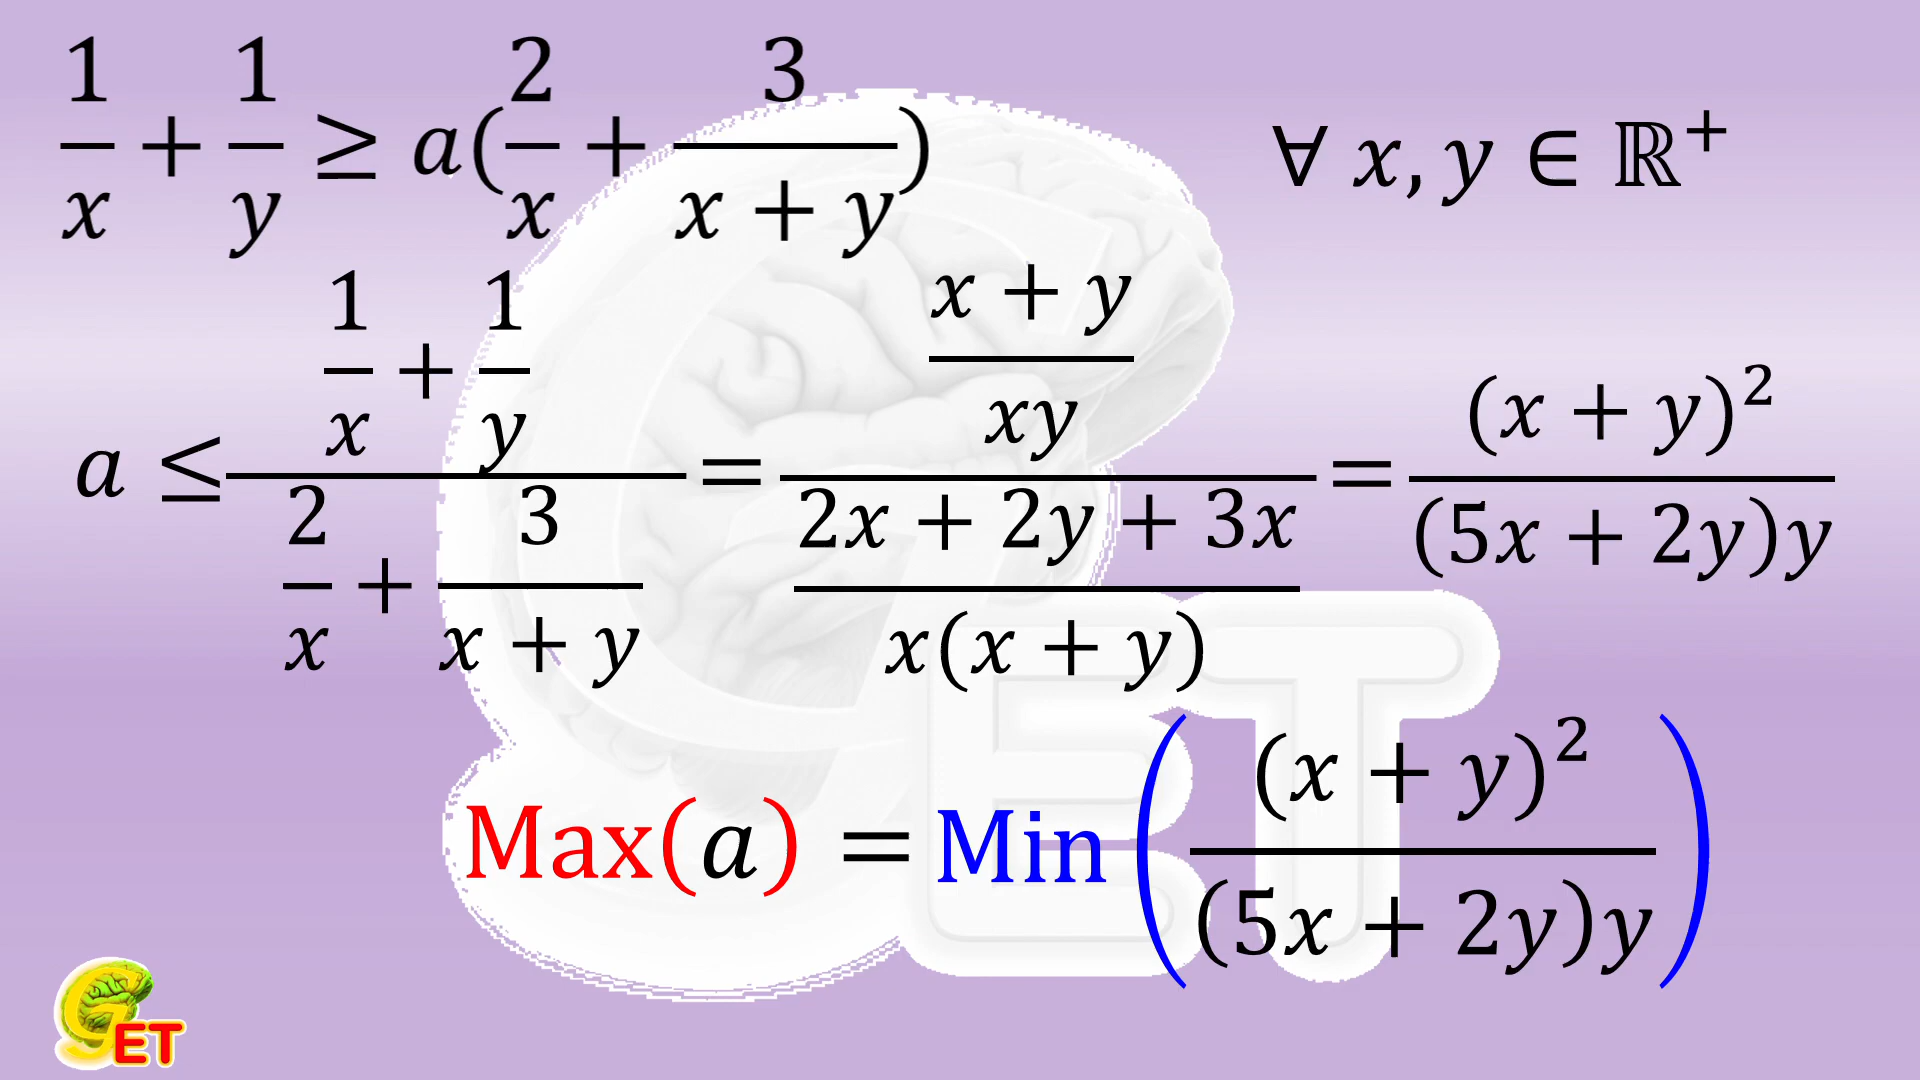 1/x + 1/y ≥ a(2/x + 3/(x + y))    ∀ x, y ∈ ℝ⁺
a ≤ (1/x + 1/y)/(2/x + 3/(x + y)) = ((x + y)/(xy))/((2x + 2y + 3x)/(x(x + y))) = (x + y)²/((5x + 2y)y)
Max(a) = Min((x + y)²/((5x + 2y)y))
GET